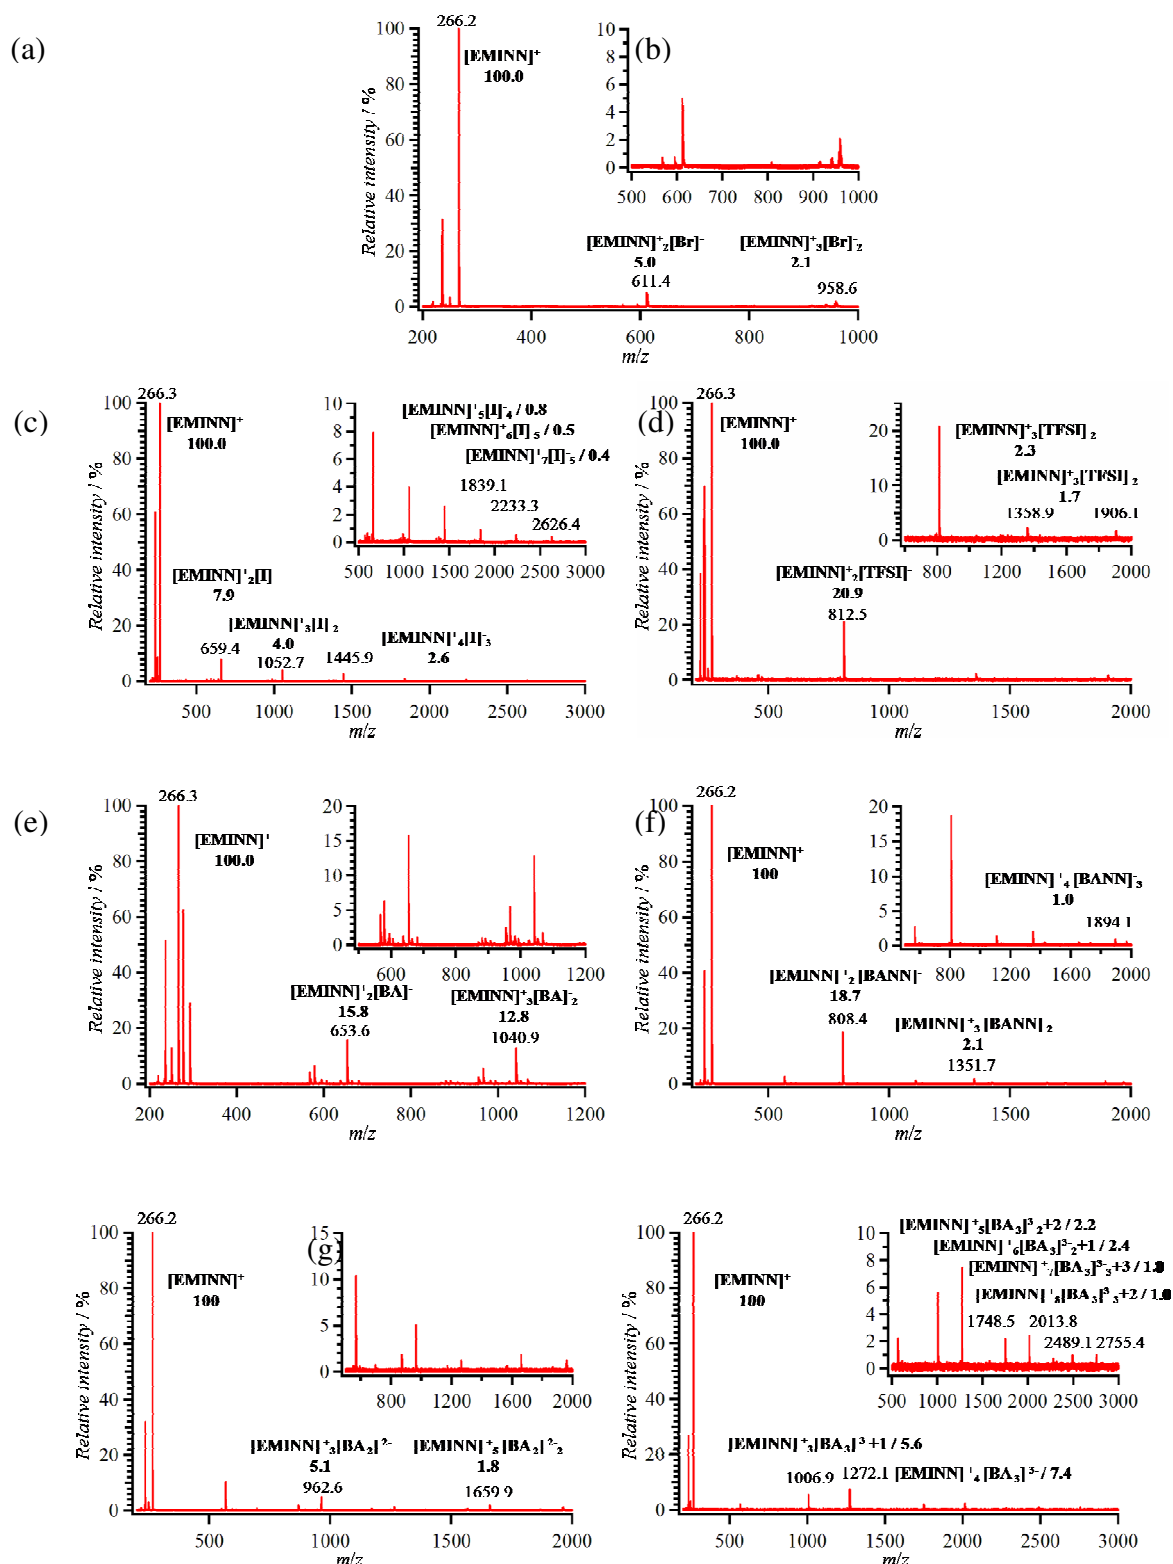 (a)
266.2
[EMINN]⁺
100.0
(b)
10
8
6
4
2
0
500 600 700 800 900 1000
[EMINN]⁺₂[Br]⁻
5.0
611.4
[EMINN]⁺₃[Br]⁻₂
2.1
958.6
Relative intensity / %
100
80
60
40
20
0
200 400 600 800 1000
m/z
(c)
266.3
[EMINN]⁺
100.0
[EMINN]⁺₅[I]⁻₄ / 0.8
[EMINN]⁺₆[I]₅ / 0.5
[EMINN]⁺₇[I]⁻₅ / 0.4
1839.1
2233.3
2626.4
10
8
6
4
2
0
500 1000 1500 2000 2500 3000
[EMINN]⁺₂[I]
7.9
659.4
[EMINN]⁺₃[I]₂
4.0
1052.7
1445.9
[EMINN]⁺₄[I]⁻₃
2.6
Relative intensity / %
100
80
60
40
20
0
500 1000 1500 2000 2500 3000
m/z
(d)
266.3
[EMINN]⁺
100.0
[EMINN]⁺₃[TFSI]₂
2.3
[EMINN]⁺₃[TFSI]₂
1.7
1358.9 1906.1
20
10
0
800 1200 1600 2000
[EMINN]⁺₂[TFSI]⁻
20.9
812.5
Relative intensity / %
100
80
60
40
20
0
500 1000 1500 2000
m/z
(e)
266.3
[EMINN]⁺
100.0
20
15
10
5
0
600 800 1000 1200
[EMINN]⁺₂[BA]⁻
15.8
653.6
[EMINN]⁺₃[BA]⁻₂
12.8
1040.9
Relative intensity / %
100
80
60
40
20
0
200 400 600 800 1000 1200
m/z
(f)
266.2
[EMINN]⁺
100
[EMINN]⁺₄[BANN]⁻₃
1.0
1894.1
20
15
10
5
0
800 1200 1600 2000
[EMINN]⁺₂[BANN]⁻
18.7
808.4
[EMINN]⁺₃[BANN]₂
2.1
1351.7
Relative intensity / %
100
80
60
40
20
0
500 1000 1500 2000
m/z
266.2
[EMINN]⁺
100
(g)
15
10
5
0
800 1200 1600 2000
[EMINN]⁺₃[BA₂]²⁻
5.1
962.6
[EMINN]⁺₅[BA₂]²⁻₂
1.8
1659.9
Relative intensity / %
100
80
60
40
20
0
500 1000 1500 2000
m/z
266.2
[EMINN]⁺
100
[EMINN]⁺₅[BA₃]³₂+2 / 2.2
[EMINN]⁺₆[BA₃]³⁻₂+1 / 2.4
[EMINN]⁺₇[BA₃]³⁻₃+3 / 1.0
[EMINN]⁺₈[BA₃]³₃+2 / 1.0
1748.5 2013.8
2489.1 2755.4
10
8
6
4
2
0
500 1000 1500 2000 2500 3000
[EMINN]⁺₃[BA₃]³+1 / 5.6
1006.9 1272.1 [EMINN]⁺₄[BA₃]³⁻/ 7.4
Relative intensity / %
100
80
60
40
20
0
500 1000 1500 2000 2500 3000
m/z